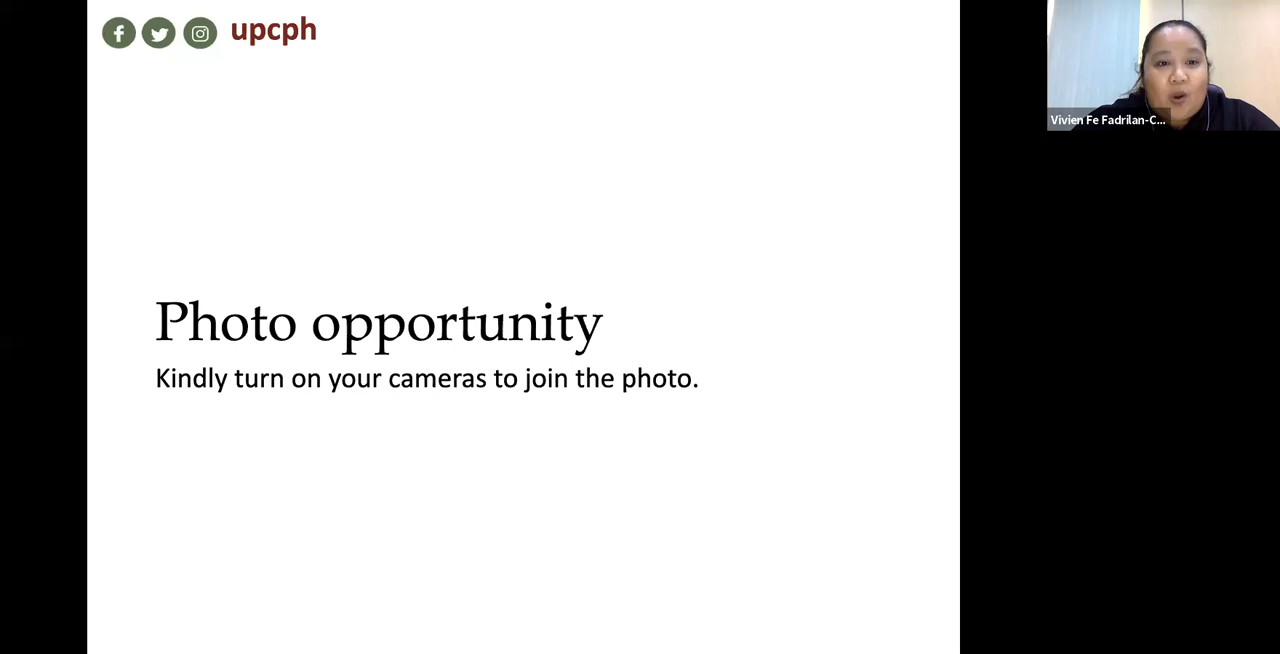 upcph
Vivien Fe Fadrilan-C...
Photo opportunity
Kindly turn on your cameras to join the photo.